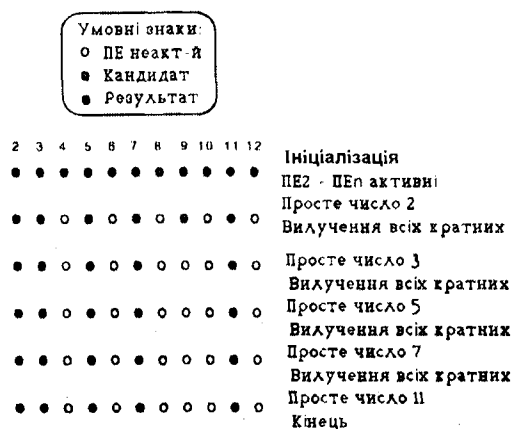 Умовні знаки:
ПЕ неакт-й
Кандидат
Результат
2 3 4 5 6 7 8 9 10 11 12
Ініціалізація
ПЕ2 - ПЕn активні
Просте число 2
Вилучення всіх кратних
Просте число 3
Вилучення всіх кратних
Просте число 5
Вилучення всіх кратних
Просте число 7
Вилучення всіх кратних
Просте число 11
Кінець